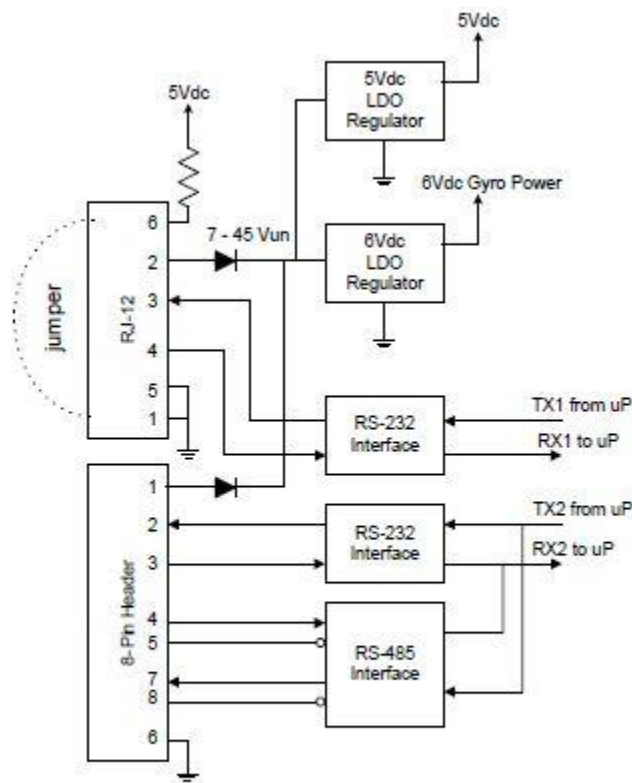 5Vdc
5Vdc
5Vdc
LDO
Regulator
6Vdc Gyro Power
6Vdc
LDO
Regulator
7 - 45 Vun
jumper
RJ-12
6
2
3
4
5
1
RS-232
Interface
TX1 from uP
RX1 to uP
8-Pin Header
1
2
3
4
5
7
8
6
RS-232
Interface
TX2 from uP
RX2 to uP
RS-485
Interface